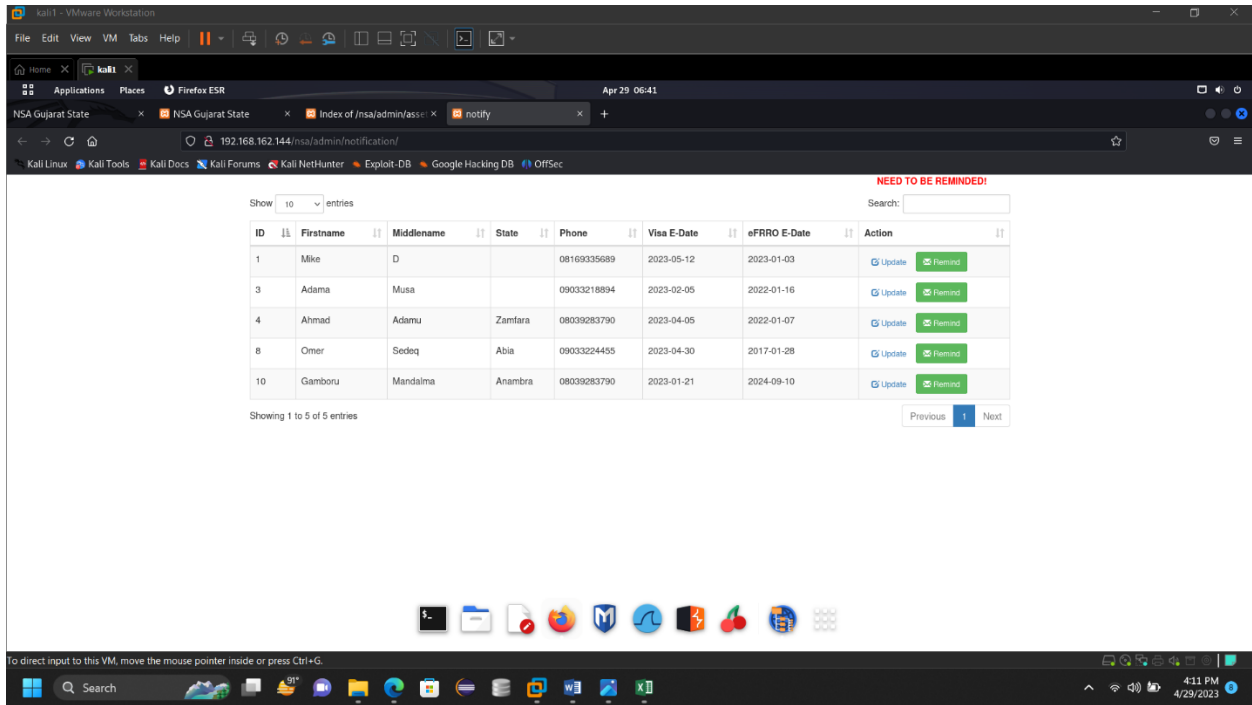 kali1 - VMware Workstation
File Edit View VM Tabs Help
Home kali1
Applications Places Firefox ESR Apr 29 06:41
NSA Gujarat State NSA Gujarat State Index of /nsa/admin/asset notify
192.168.162.144/nsa/admin/notification/
Kali Linux Kali Tools Kali Docs Kali Forums Kali NetHunter Exploit-DB Google Hacking DB OffSec
NEED TO BE REMINDED!
Show 10 entries Search:
ID Firstname Middlename State Phone Visa E-Date eFRRO E-Date Action
1 Mike D 08169335689 2023-05-12 2023-01-03 Update Remind
3 Adama Musa 09033218894 2023-02-05 2022-01-16 Update Remind
4 Ahmad Adamu Zamfara 08039283790 2023-04-05 2022-01-07 Update Remind
8 Omer Sedeq Abia 09033224455 2023-04-30 2017-01-28 Update Remind
10 Gamboru Mandalma Anambra 08039283790 2023-01-21 2024-09-10 Update Remind
Showing 1 to 5 of 5 entries Previous 1 Next
To direct input to this VM, move the mouse pointer inside or press Ctrl+G.
Search 91° 4:11 PM
4/29/2023 8